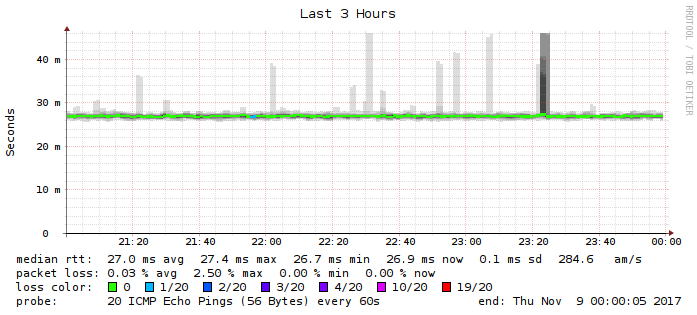 Last 3 Hours
RRDTOOL / TOBI OETIKER
Seconds
40 m
30 m
20 m
10 m
0
21:20 21:40 22:00 22:20 22:40 23:00 23:20 23:40 00:00
median rtt: 27.0 ms avg 27.4 ms max 26.7 ms min 26.9 ms now 0.1 ms sd 284.6 am/s
packet loss: 0.03 % avg 2.50 % max 0.00 % min 0.00 % now
loss color: 0 1/20 2/20 3/20 4/20 10/20 19/20
probe: 20 ICMP Echo Pings (56 Bytes) every 60s end: Thu Nov 9 00:00:05 2017